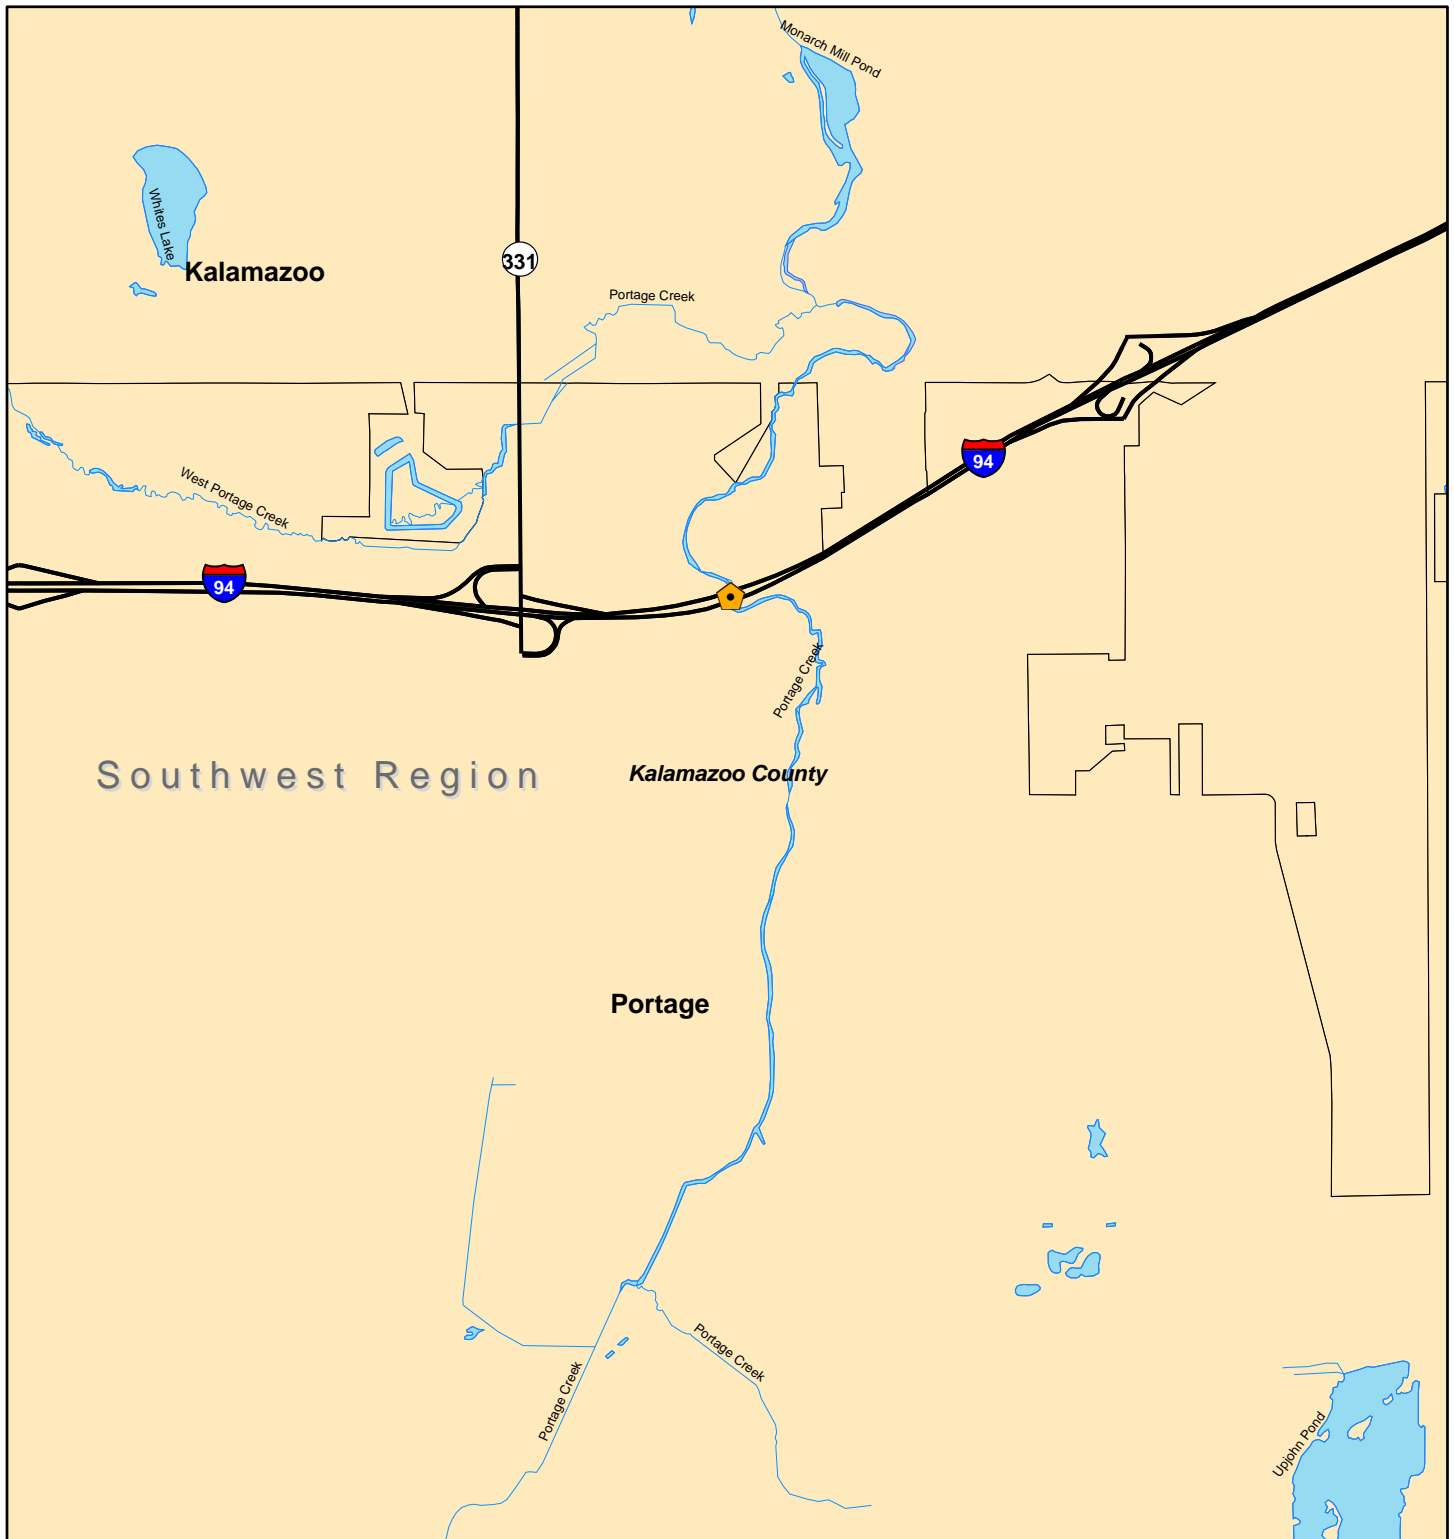 Monarch Mill Pond
Whites Lake
Kalamazoo
331
Portage Creek
94
West Portage Creek
94
Portage Creek
Southwest Region
Kalamazoo County
Portage
Portage Creek
Portage Creek
Upjohn Pond